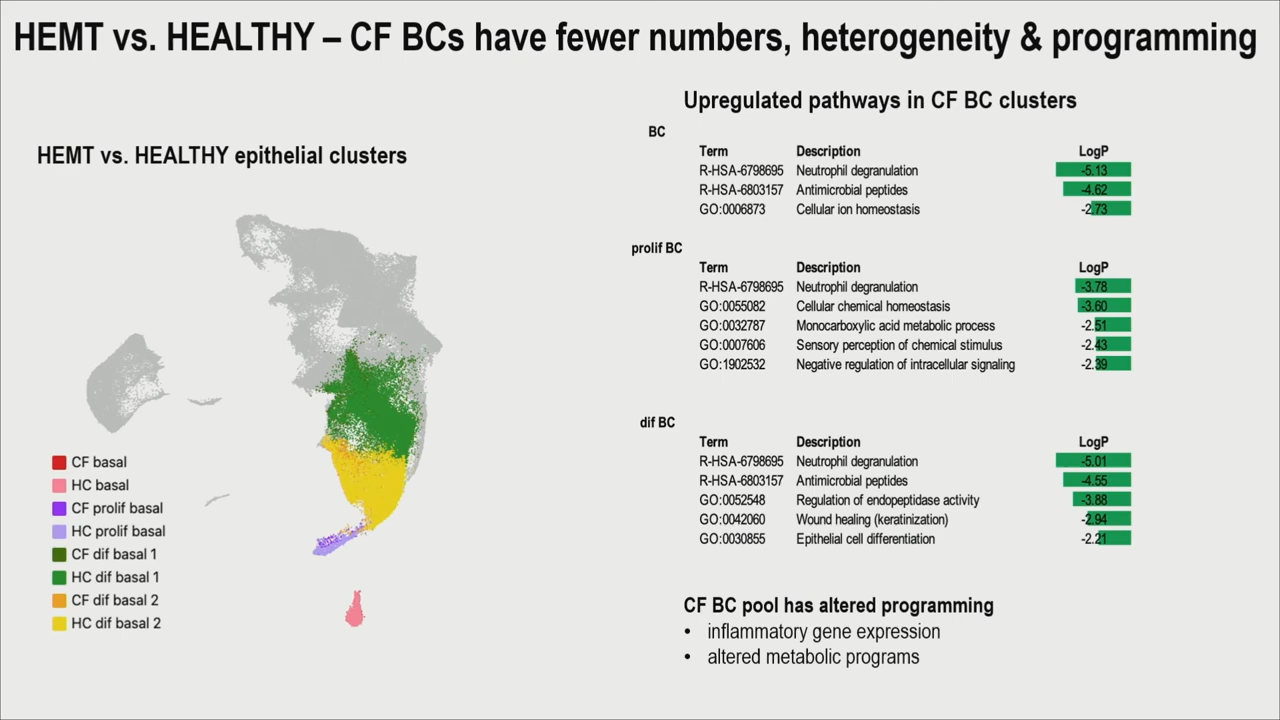 HEMT vs. HEALTHY – CF BCs have fewer numbers, heterogeneity & programming
HEMT vs. HEALTHY epithelial clusters
CF basal
HC basal
CF prolif basal
HC prolif basal
CF dif basal 1
HC dif basal 1
CF dif basal 2
HC dif basal 2
Upregulated pathways in CF BC clusters
BC
Term Description LogP
R-HSA-6798695 Neutrophil degranulation -5.13
R-HSA-6803157 Antimicrobial peptides -4.62
GO:0006873 Cellular ion homeostasis -2.73
prolif BC
Term Description LogP
R-HSA-6798695 Neutrophil degranulation -3.78
GO:0055082 Cellular chemical homeostasis -3.60
GO:0032787 Monocarboxylic acid metabolic process -2.51
GO:0007606 Sensory perception of chemical stimulus -2.43
GO:1902532 Negative regulation of intracellular signaling -2.39
dif BC
Term Description LogP
R-HSA-6798695 Neutrophil degranulation -5.01
R-HSA-6803157 Antimicrobial peptides -4.55
GO:0052548 Regulation of endopeptidase activity -3.88
GO:0042060 Wound healing (keratinization) -2.94
GO:0030855 Epithelial cell differentiation -2.21
CF BC pool has altered programming
• inflammatory gene expression
• altered metabolic programs